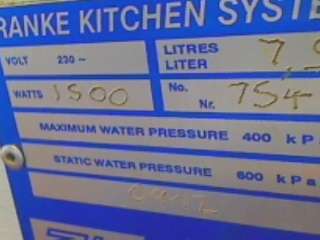 RANKE KITCHEN SYSTE
VOLT 230~
LITRES
LITER 7,
WATTS 1500
No.
Nr. 754
MAXIMUM WATER PRESSURE 400 kPa
STATIC WATER PRESSURE 600 kPa